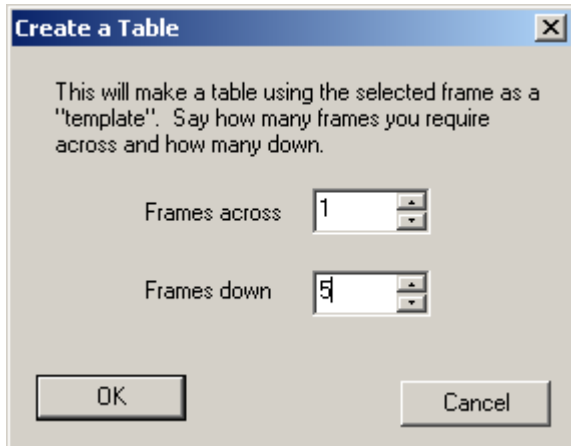 Create a Table
This will make a table using the selected frame as a
"template".  Say how many frames you require
across and how many down.
Frames across 1
Frames down 5
OK Cancel